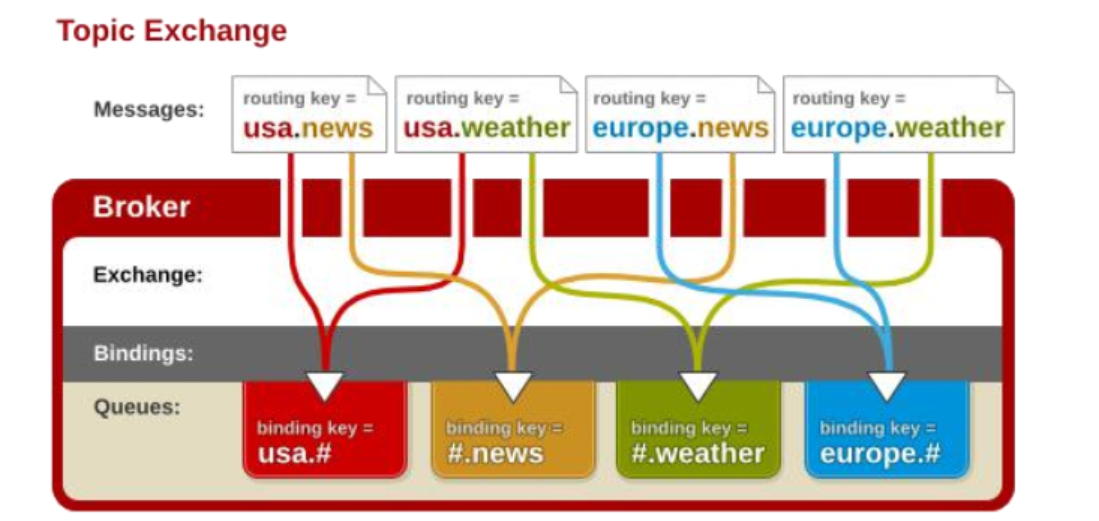 Topic Exchange
Messages:
routing key =
usa.news
routing key =
usa.weather
routing key =
europe.news
routing key =
europe.weather
Broker
Exchange:
Bindings:
Queues:
binding key =
usa.#
binding key =
#.news
binding key =
#.weather
binding key =
europe.#